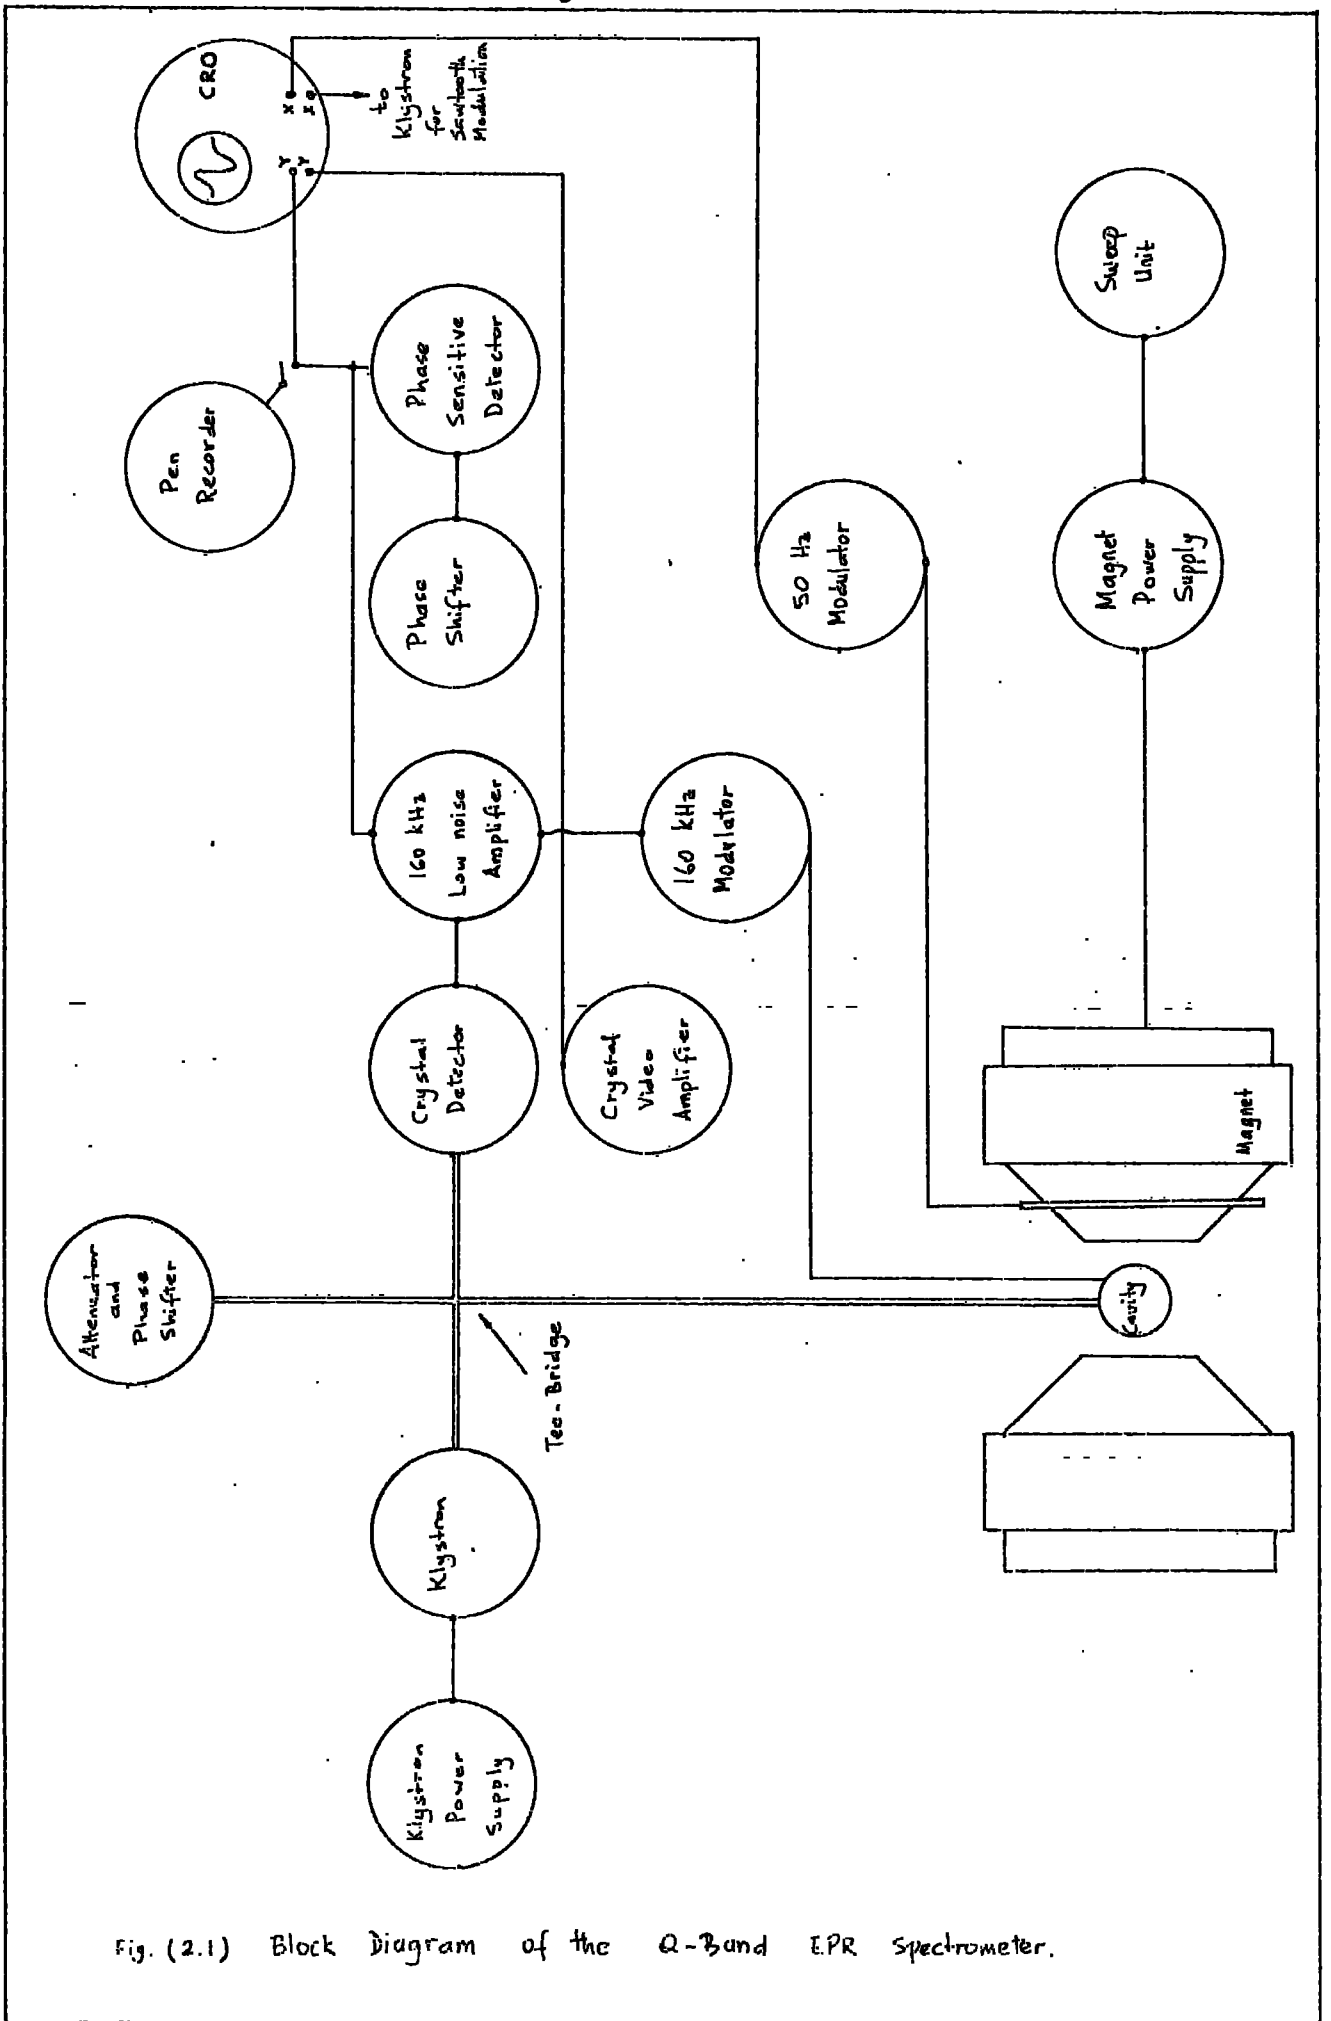 CRO
X
X
Y
Y
to
Klystron
for
Sawtooth
Modulation
Pen
Recorder
Phase
Sensitive
Detector
Phase
Shifter
160 kHz
Low noise
Amplifier
160 kHz
Modulator
50 Hz
Modulator
Sweep
Unit
Magnet
Power
Supply
Crystal
Detector
Crystal
Video
Amplifier
Attenuator
and
Phase
Shifter
Tee-Bridge
Klystron
Klystron
Power
Supply
Magnet
Cavity
Fig. (2.1) Block Diagram of the Q-Band EPR Spectrometer.